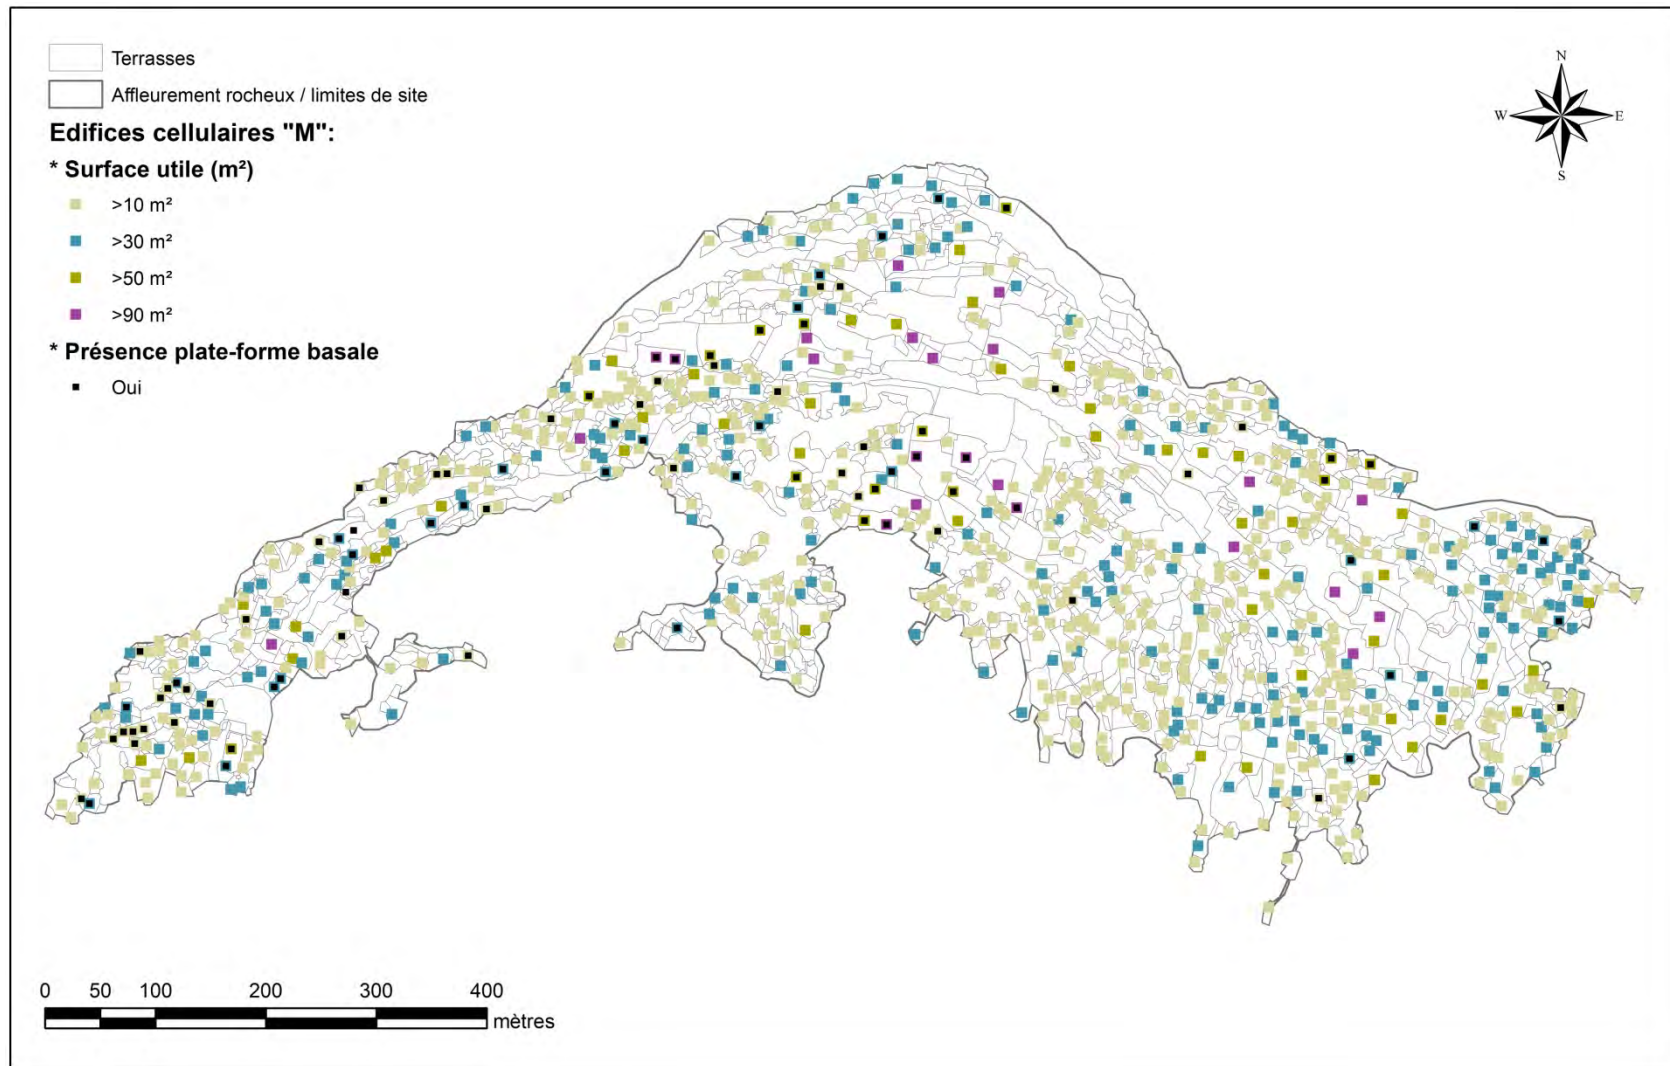 Terrasses
Affleurement rocheux / limites de site
Edifices cellulaires "M":
* Surface utile (m²)
>10 m²
>30 m²
>50 m²
>90 m²
* Présence plate-forme basale
Oui
N
W E
S
0 50 100 200 300 400
mètres